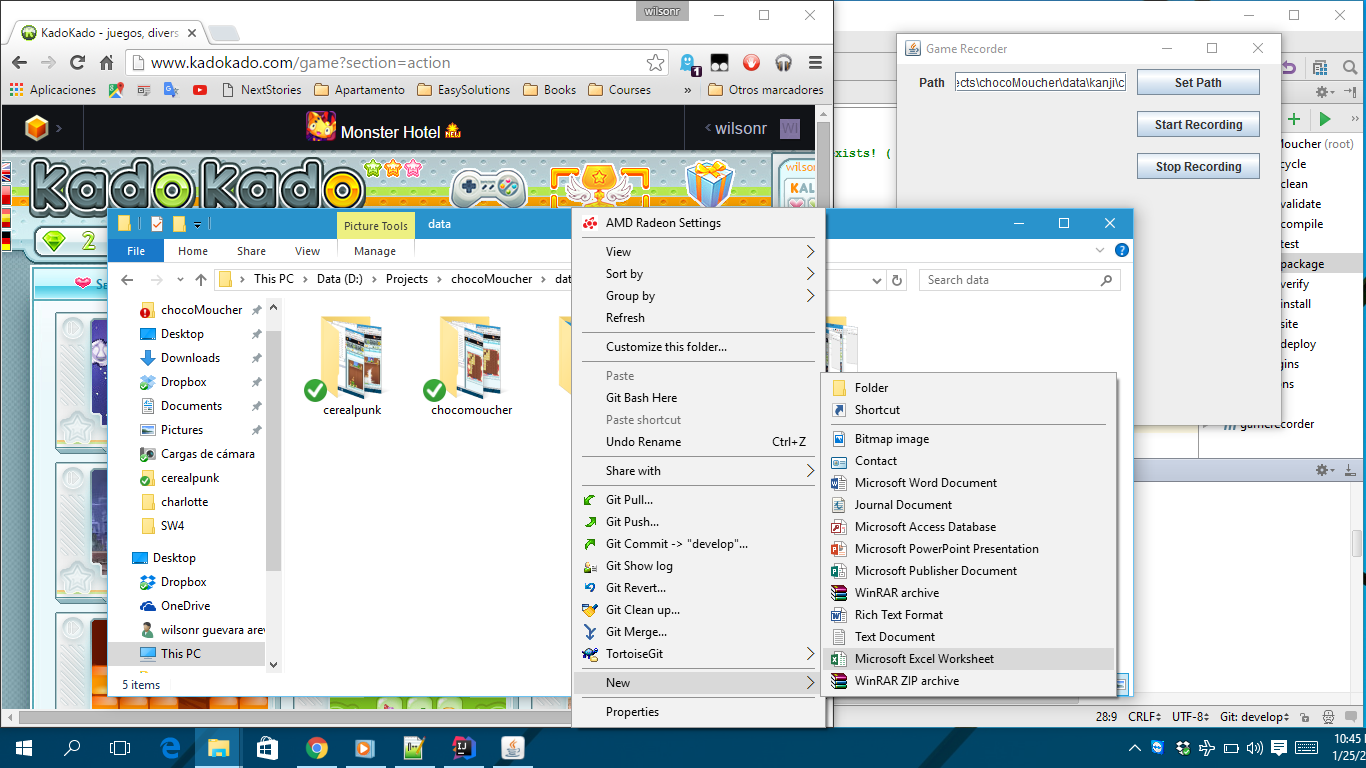 wilsonr
KadoKado - juegos, divers
www.kadokado.com/game?section=action
1
Aplicaciones
NextStories
Apartamento
EasySolutions
Books
Courses
»
Otros marcadores
Monster Hotel NEW
wilsonr
WI
KadoKado
wilson
KAL
2
Game Recorder
Path
:cts\chocoMoucher\data\kanji\c
Set Path
Start Recording
Stop Recording
xists! (
Moucher (root)
cycle
clean
validate
compile
test
package
verify
install
site
deploy
ins
gamerecorder
Picture Tools
data
File
Home
Share
View
Manage
This PC
Data (D:)
Projects
chocoMoucher
dat
Search data
chocoMoucher
Desktop
Downloads
Dropbox
Documents
Pictures
Cargas de cámara
cerealpunk
charlotte
SW4
Desktop
Dropbox
OneDrive
wilsonr guevara arev
This PC
5 items
cerealpunk
chocomoucher
AMD Radeon Settings
View
Sort by
Group by
Refresh
Customize this folder...
Paste
Git Bash Here
Paste shortcut
Undo Rename Ctrl+Z
Share with
Git Pull...
Git Push...
Git Commit -> "develop"...
Git Show log
Git Revert...
Git Clean up...
Git Merge...
TortoiseGit
New
Properties
Folder
Shortcut
Bitmap image
Contact
Microsoft Word Document
Journal Document
Microsoft Access Database
Microsoft PowerPoint Presentation
Microsoft Publisher Document
WinRAR archive
Rich Text Format
Text Document
Microsoft Excel Worksheet
WinRAR ZIP archive
28:9 CRLF UTF-8 Git: develop
10:45
1/25/2